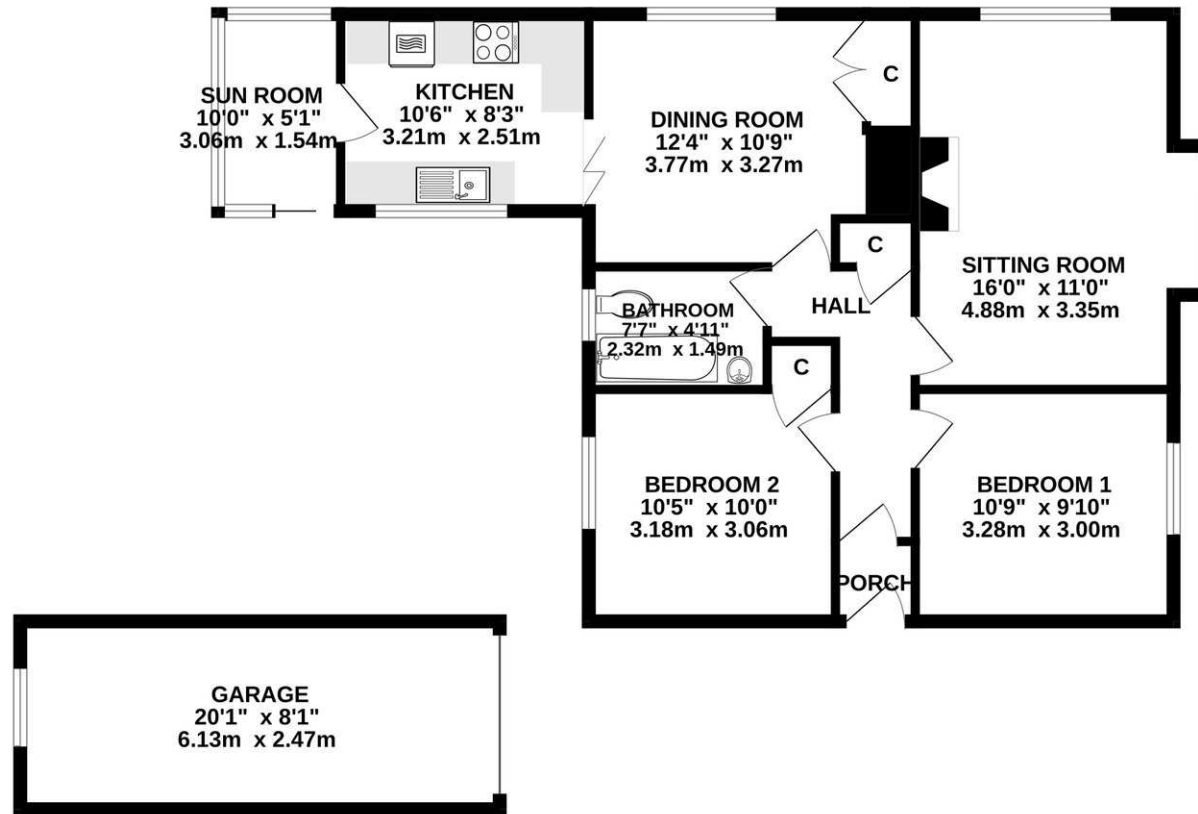 SUN ROOM
10'0" x 5'1"
3.06m x 1.54m
KITCHEN
10'6" x 8'3"
3.21m x 2.51m
DINING ROOM
12'4" x 10'9"
3.77m x 3.27m
C
C
SITTING ROOM
16'0" x 11'0"
4.88m x 3.35m
HALL
BATHROOM
7'7" x 4'11"
2.32m x 1.49m
C
BEDROOM 2
10'5" x 10'0"
3.18m x 3.06m
BEDROOM 1
10'9" x 9'10"
3.28m x 3.00m
PORCH
GARAGE
20'1" x 8'1"
6.13m x 2.47m